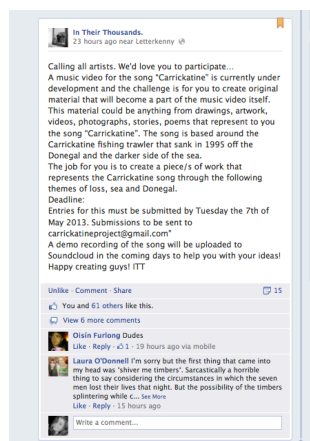 In Their Thousands.
23 hours ago near Letterkenny
Calling all artists. We'd love you to participate...
A music video for the song "Carrickatine" is currently under
development and the challenge is for you to create original
material that will become a part of the music video itself.
This material could be anything from drawings, artwork,
videos, photographs, stories, poems that represent to you
the song "Carrickatine". The song is based around the
Carrickatine fishing trawler that sank in 1995 off the
Donegal and the darker side of the sea.
The job for you is to create a piece/s of work that
represents the Carrickatine song through the following
themes of loss, sea and Donegal.
Deadline:
Entries for this must be submitted by Tuesday the 7th of
May 2013. Submissions to be sent to
carrickatineproject@gmail.com"
A demo recording of the song will be uploaded to
Soundcloud in the coming days to help you with your ideas!
Happy creating guys! ITT
Unlike · Comment · Share 15
You and 61 others like this.
View 6 more comments
Oisín Furlong Dudes
Like · Reply · 1 · 19 hours ago via mobile
Laura O'Donnell I'm sorry but the first thing that came into
my head was 'shiver me timbers'. Sarcastically a horrible
thing to say considering the circumstances in which the seven
men lost their lives that night. But the possibility of the timbers
splintering while c... See More
Like · Reply · 15 hours ago
Write a comment...